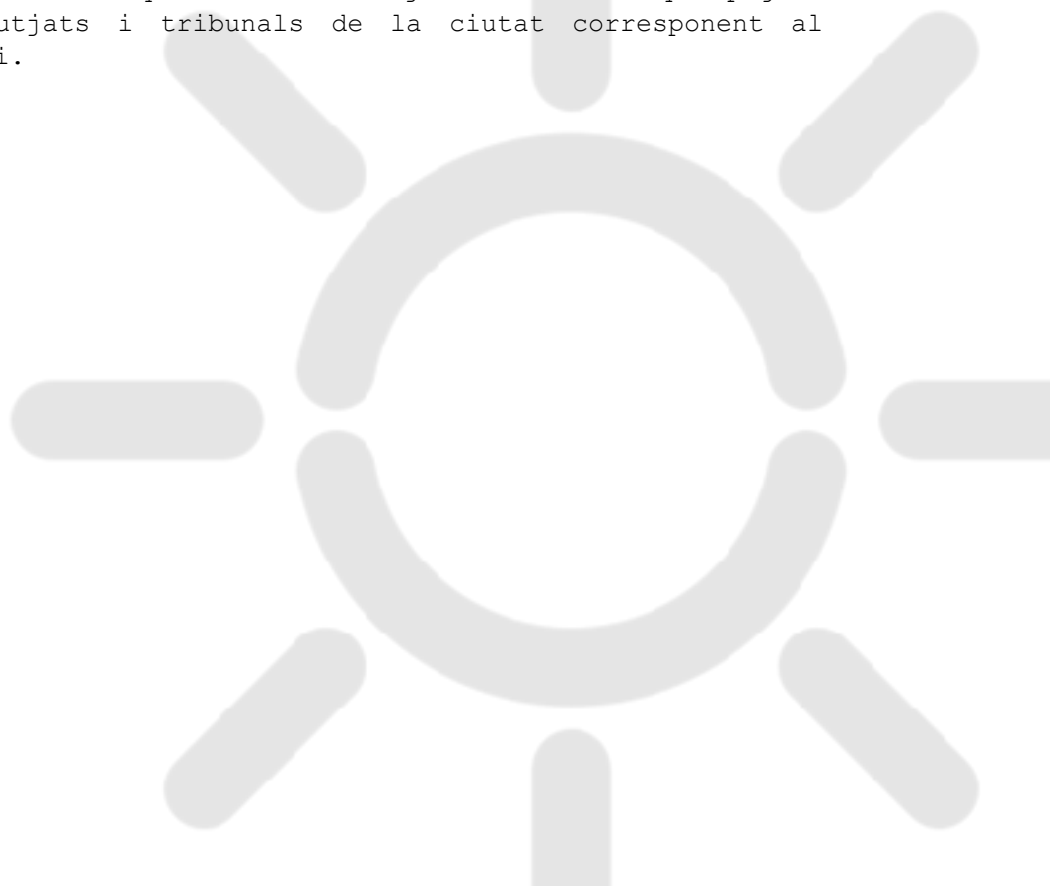 utjats i tribunals de la ciutat corresponent al
i.